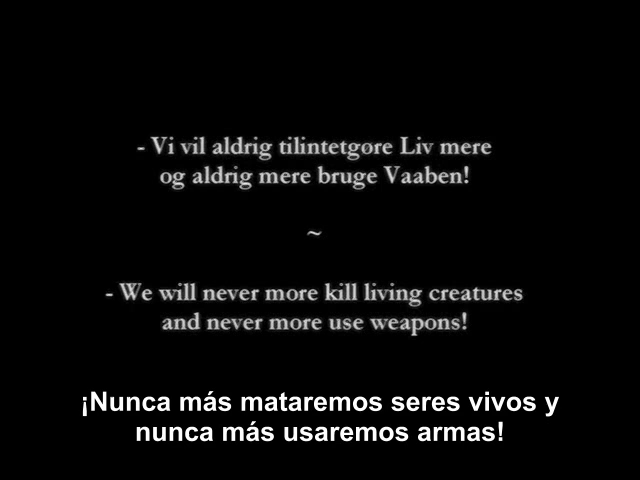 - Vi vil aldrig tilintetgøre Liv mere
og aldrig mere bruge Vaaben!
~
- We will never more kill living creatures
and never more use weapons!
¡Nunca más mataremos seres vivos y
nunca más usaremos armas!